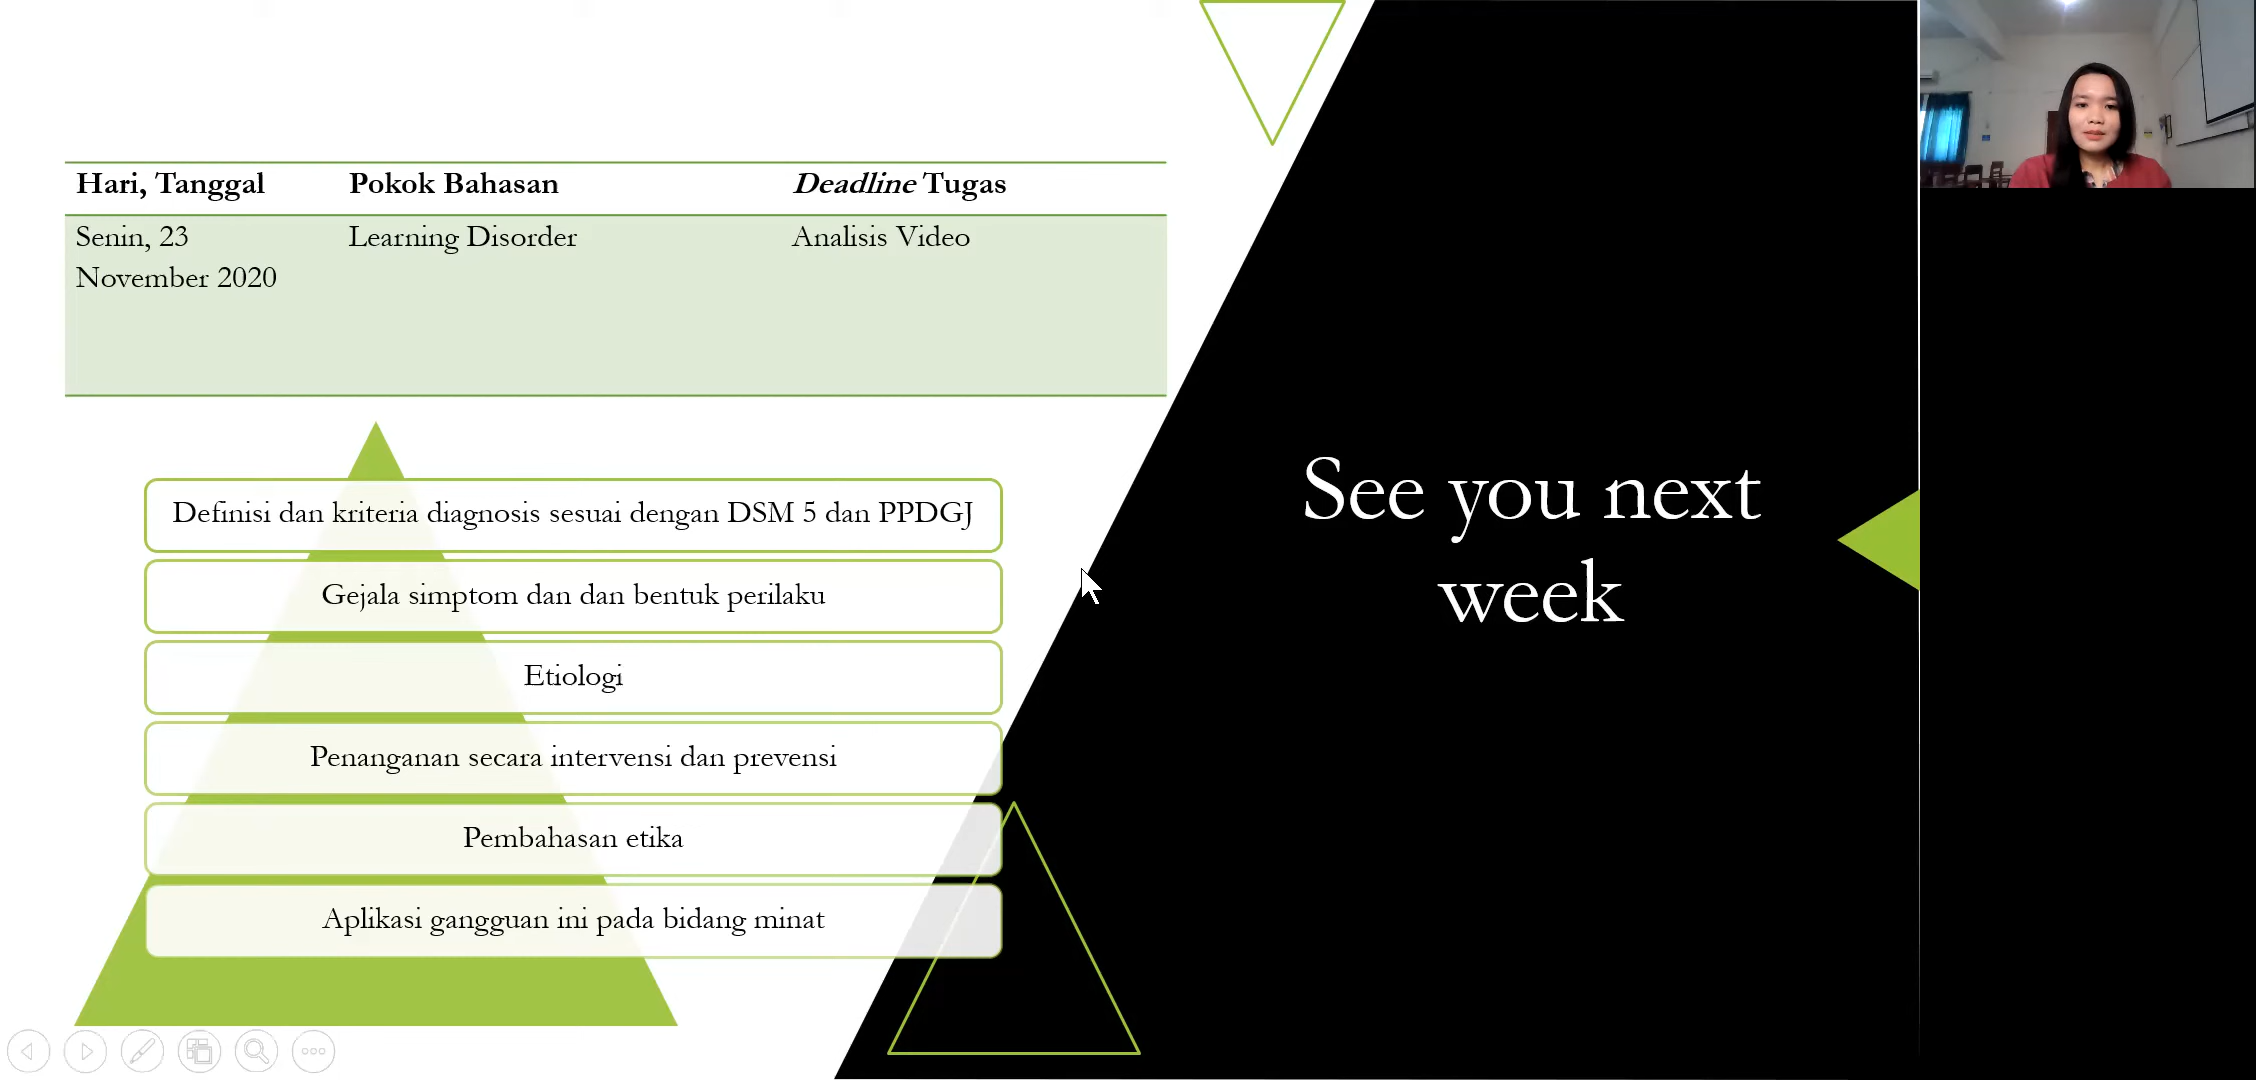 Hari, Tanggal
Pokok Bahasan
Deadline Tugas
Senin, 23
November 2020
Learning Disorder
Analisis Video
Definisi dan kriteria diagnosis sesuai dengan DSM 5 dan PPDGJ
Gejala simptom dan dan bentuk perilaku
Etiologi
Penanganan secara intervensi dan prevensi
Pembahasan etika
Aplikasi gangguan ini pada bidang minat
See you next
week